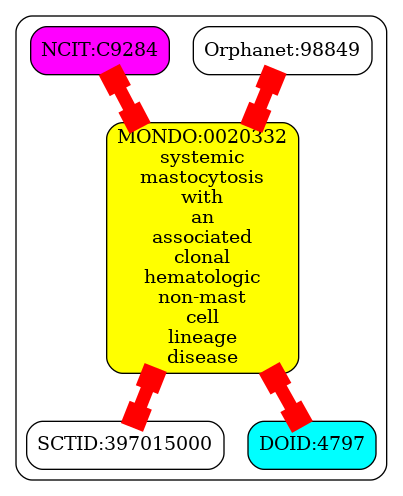 NCIT:C9284
Orphanet:98849
MONDO:0020332
systemic
mastocytosis
with
an
associated
clonal
hematologic
non-mast
cell
lineage
disease
SCTID:397015000
DOID:4797